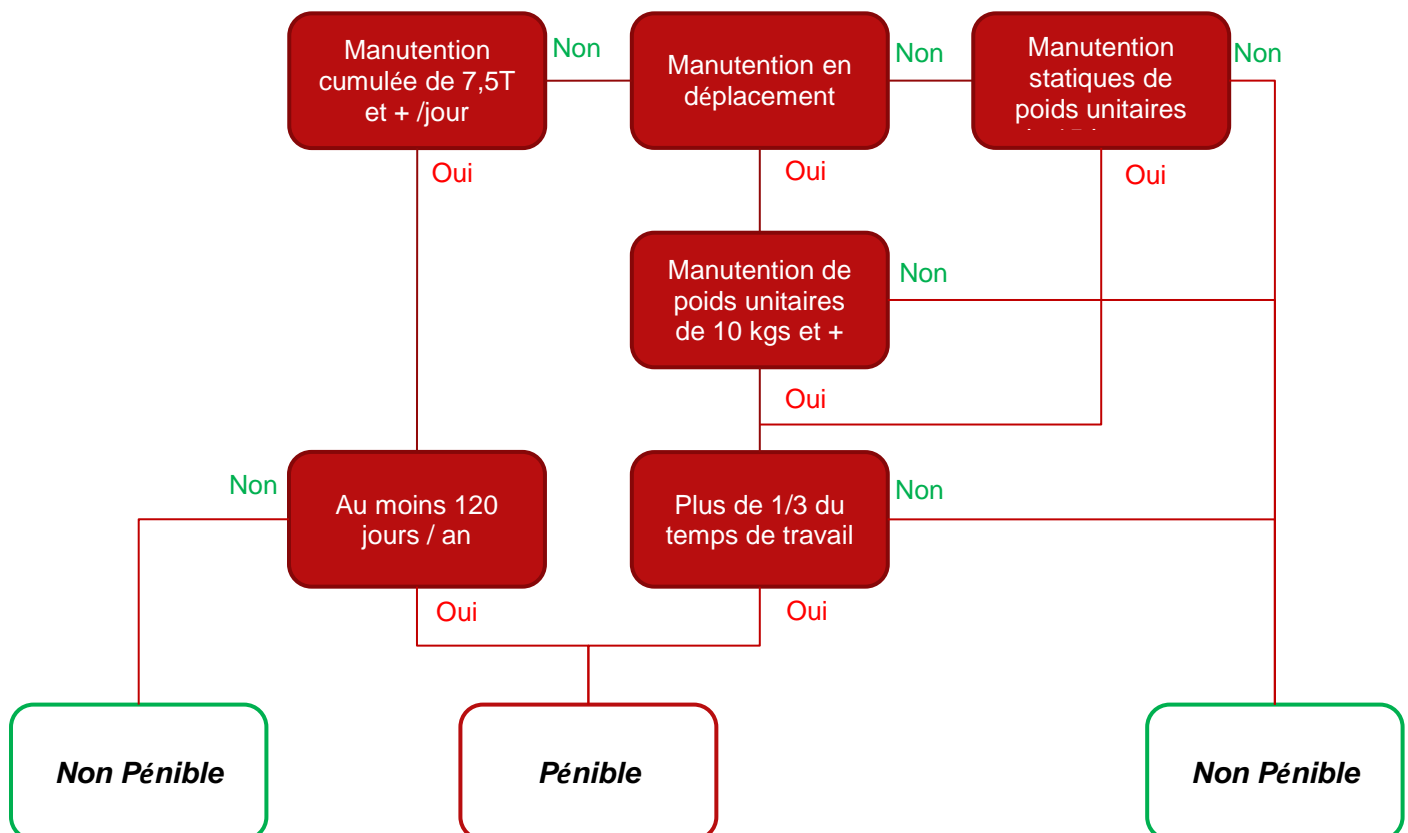 Manutention
cumulée de 7,5T
et + /jour
Non
Manutention en
déplacement
Non
Manutention
statiques de
poids unitaires
Non
Oui
Oui
Oui
Manutention de
poids unitaires
de 10 kgs et +
Non
Oui
Non
Au moins 120
jours / an
Plus de 1/3 du
temps de travail
Non
Oui
Oui
Non Pénible
Pénible
Non Pénible